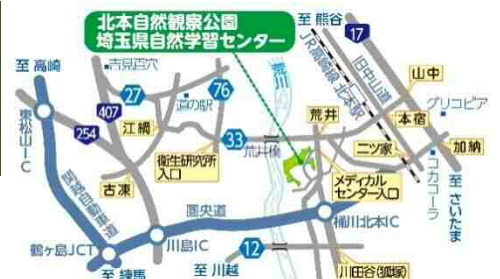 北本自然観察公園
埼玉県自然学習センター
至 熊谷
17
至 高崎
吉見百穴
76
荒川
JR高崎線 北本駅
旧中山道
山中
27
道の駅
407
グリコピア
東松山IC
254
江綱
33
荒井橋
荒井
本宿
衛生研究所
入口
二ツ家
加納
古凍
メディカル
センター入口
コカコーラ
関越自動車道
圏央道
至 さいたま
桶川北本IC
鶴ヶ島JCT
川島IC
12
至 練馬
至 川越
川田谷(狐塚)